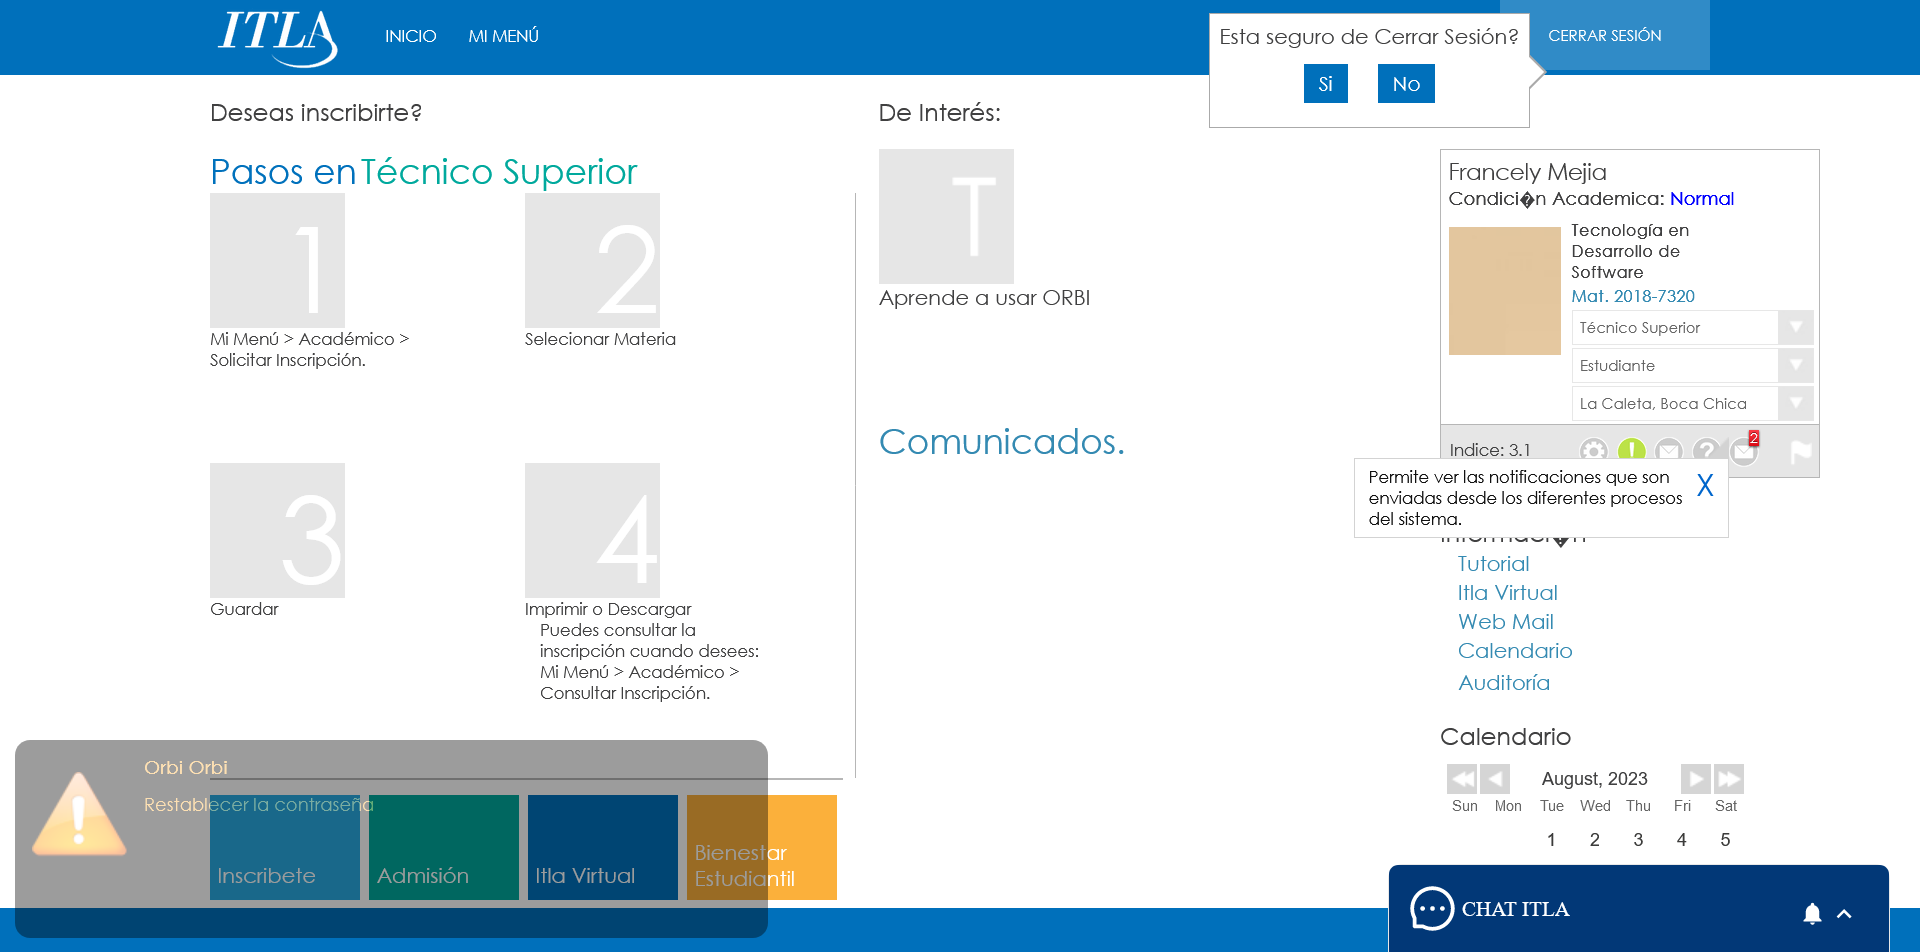 ITLA
INICIO
MI MENÚ
Esta seguro de Cerrar Sesión?
Si
No
CERRAR SESIÓN
Deseas inscribirte?
Pasos en Técnico Superior
1
Mi Menú > Académico >
Solicitar Inscripción.
2
Selecionar Materia
3
Guardar
4
Imprimir o Descargar
Puedes consultar la
inscripción cuando desees:
Mi Menú > Académico >
Consultar Inscripción.
De Interés:
T
Aprende a usar ORBI
Comunicados.
Francely Mejia
Condici�n Academica: Normal
Tecnología en
Desarrollo de
Software
Mat. 2018-7320
Técnico Superior
Estudiante
La Caleta, Boca Chica
Indice: 3.1
!
?
2
Permite ver las notificaciones que son
enviadas desde los diferentes procesos
del sistema.
X
Informaci�n
Tutorial
Itla Virtual
Web Mail
Calendario
Auditoría
Calendario
August, 2023
Sun Mon Tue Wed Thu Fri Sat
1 2 3 4 5
Orbi Orbi
Restablecer la contraseña
Inscribete
Admisión
Itla Virtual
Bienestar
Estudiantil
CHAT ITLA